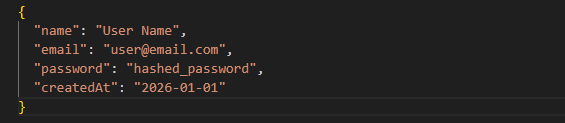 {
  "name": "User Name",
  "email": "user@email.com",
  "password": "hashed_password",
  "createdAt": "2026-01-01"
}